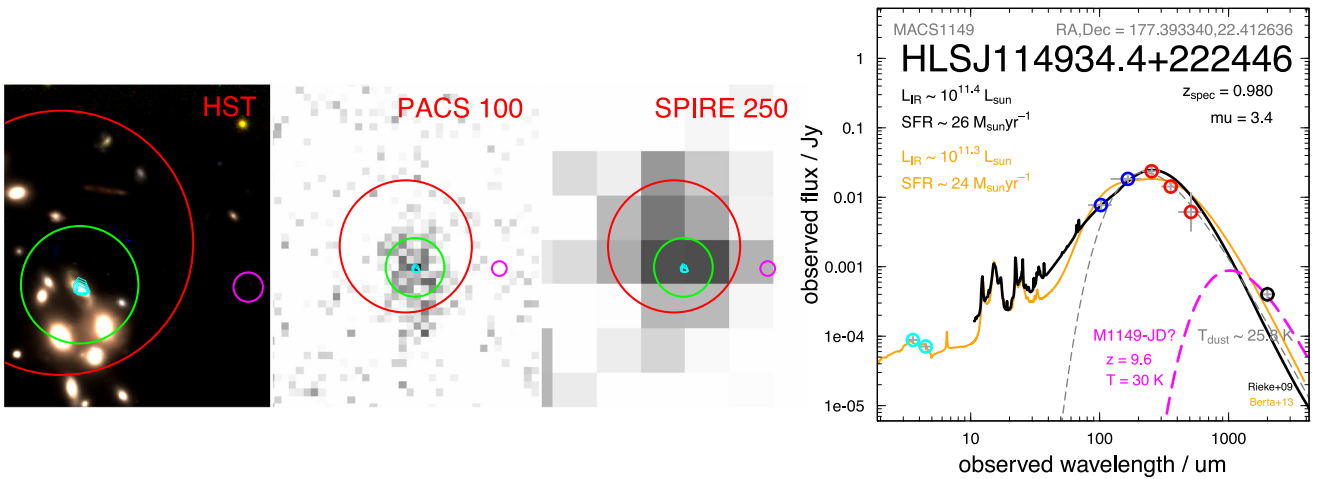 HST
PACS 100
SPIRE 250
MACS1149 RA,Dec = 177.393340,22.412636
HLSJ114934.4+222446
L_IR ~ 10^11.4 L_sun
z_spec = 0.980
SFR ~ 26 M_sun yr^−1
mu = 3.4
L_IR ~ 10^11.3 L_sun
SFR ~ 24 M_sun yr^−1
M1149-JD?
z = 9.6
T = 30 K
T_dust ~ 25.8 K
Rieke+09
Berta+13
observed flux / Jy
1
0.1
0.01
0.001
1e-04
1e-05
10 100 1000
observed wavelength / um